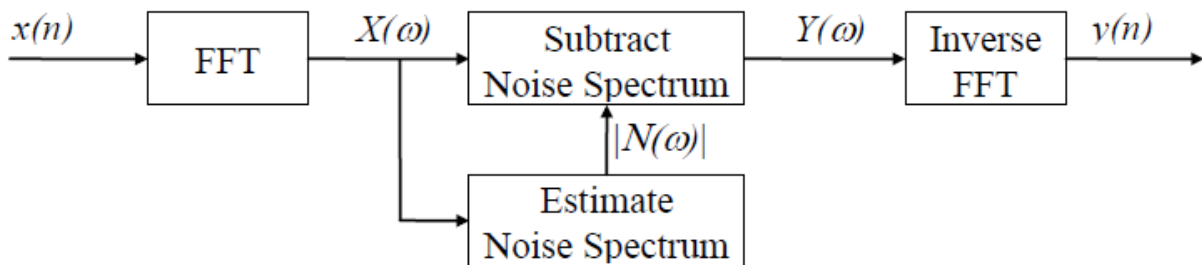 x(n)
FFT
X(ω)
Subtract
Noise Spectrum
Y(ω)
Inverse
FFT
y(n)
|N(ω)|
Estimate
Noise Spectrum